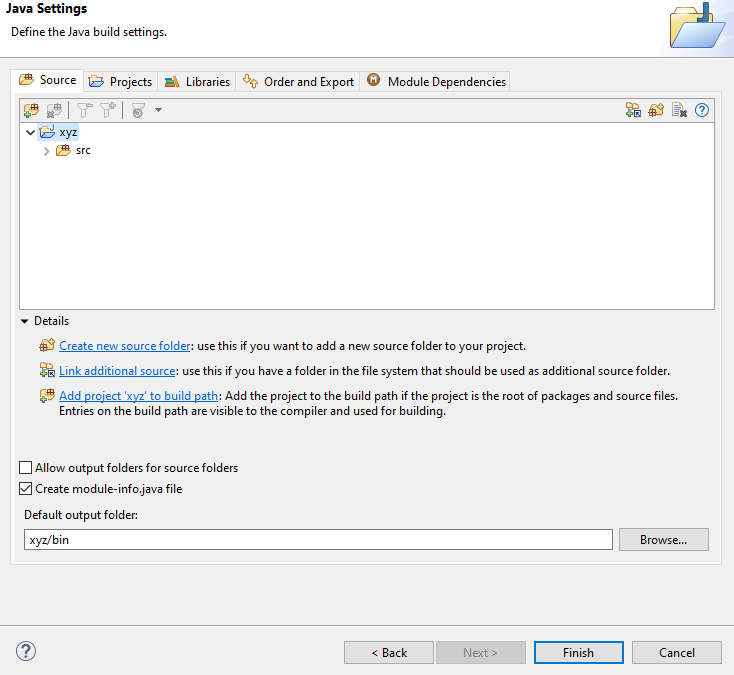 Java Settings
Define the Java build settings.
Source Projects Libraries Order and Export M Module Dependencies
xyz
src
Details
Create new source folder: use this if you want to add a new source folder to your project.
Link additional source: use this if you have a folder in the file system that should be used as additional source folder.
Add project 'xyz' to build path: Add the project to the build path if the project is the root of packages and source files.
Entries on the build path are visible to the compiler and used for building.
Allow output folders for source folders
Create module-info.java file
Default output folder:
xyz/bin Browse...
? < Back Next > Finish Cancel